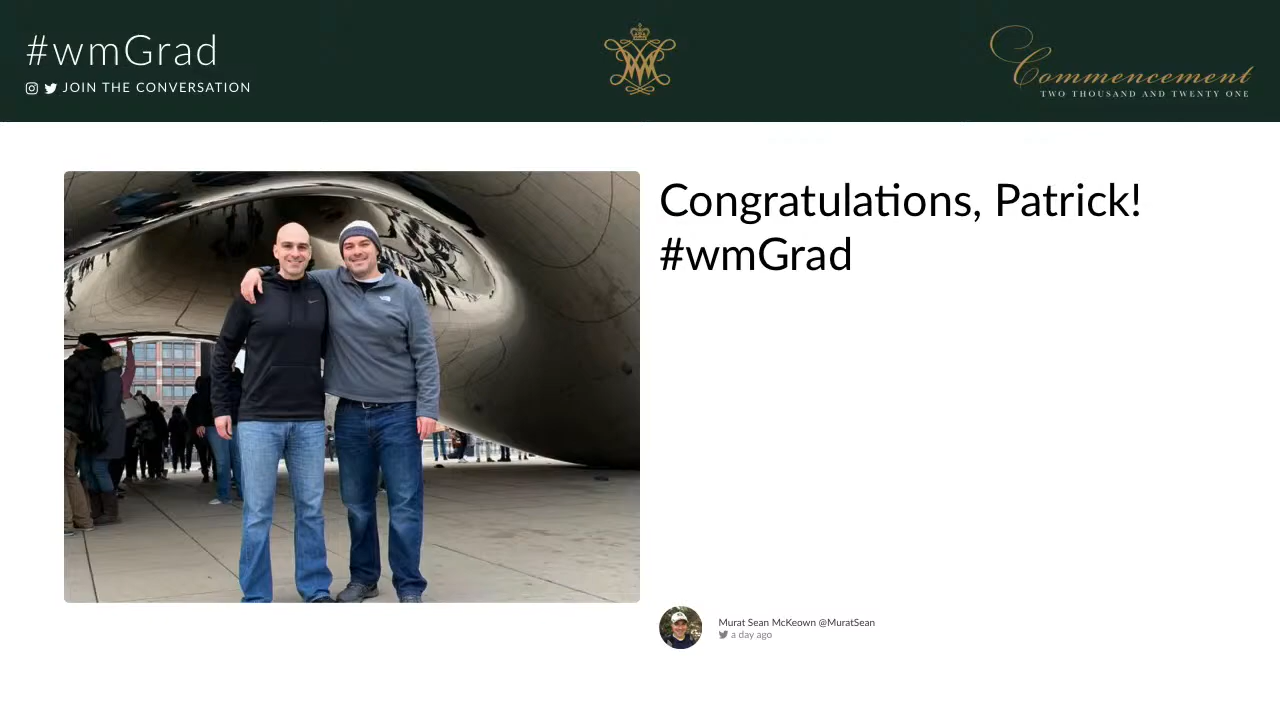 #wmGrad
JOIN THE CONVERSATION
Commencement
TWO THOUSAND AND TWENTY ONE
Congratulations, Patrick!
#wmGrad
Murat Sean McKeown @MuratSean
a day ago